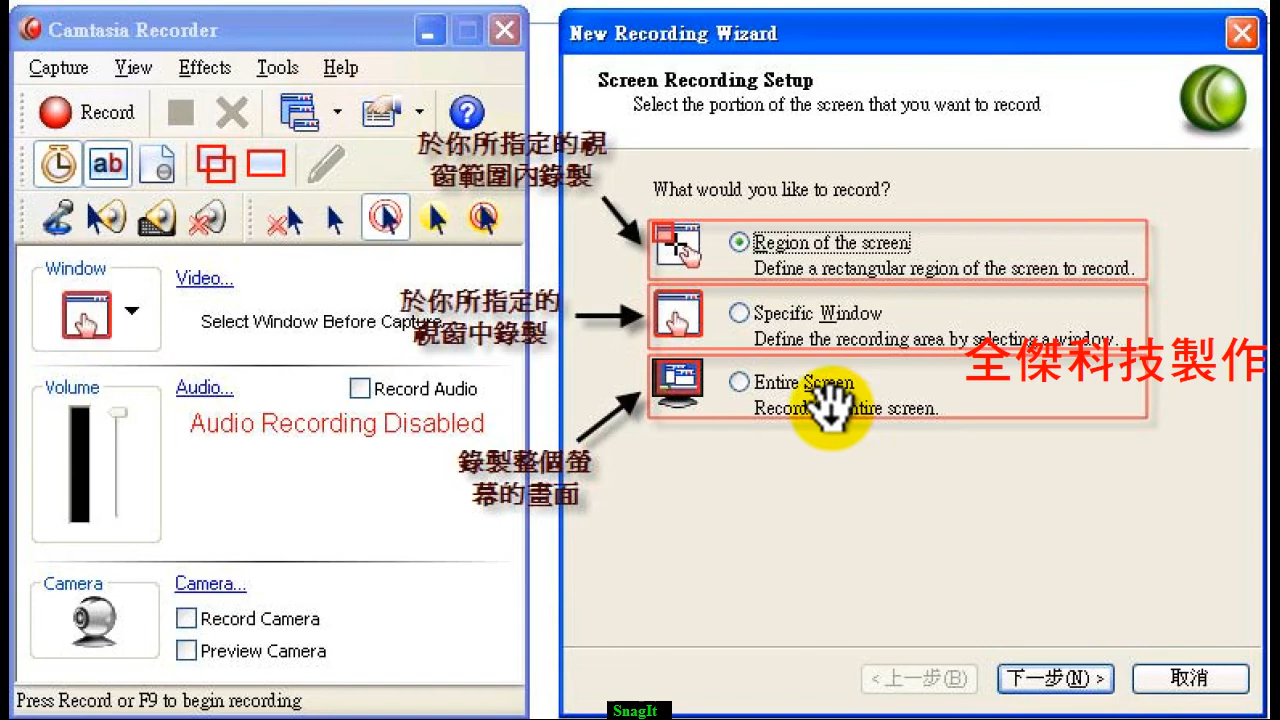 Camtasia Recorder
Capture View Effects Tools Help
Record
ab
Window
Video...
Select Window Before Capture
Volume
Audio...
Record Audio
Audio Recording Disabled
Camera
Camera...
Record Camera
Preview Camera
Press Record or F9 to begin recording
New Recording Wizard
Screen Recording Setup
Select the portion of the screen that you want to record
What would you like to record?
於你所指定的視
窗範圍內錄製
Region of the screen
Define a rectangular region of the screen to record.
於你所指定的
視窗中錄製
Specific Window
Define the recording area by selecting a window.
全傑科技製作
Entire Screen
Record entire screen.
錄製整個螢
幕的畫面
< 上一步(B)
下一步(N) >
取消
SnagIt